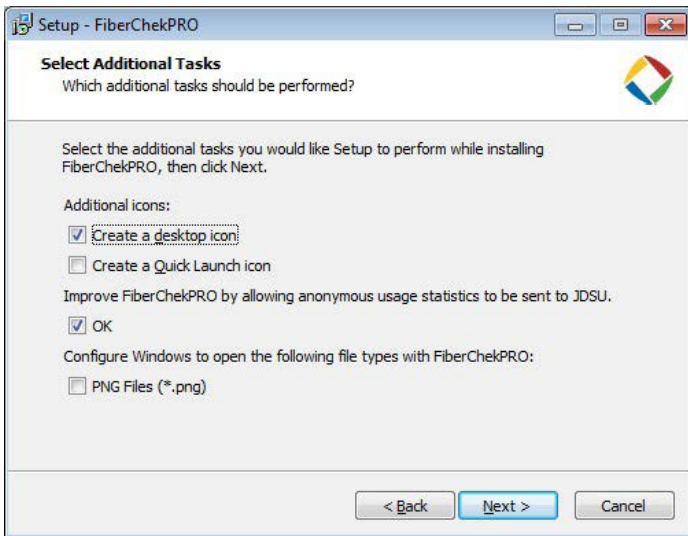 Setup - FiberChekPRO
Select Additional Tasks
Which additional tasks should be performed?
Select the additional tasks you would like Setup to perform while installing
FiberChekPRO, then click Next.
Additional icons:
Create a desktop icon
Create a Quick Launch icon
Improve FiberChekPRO by allowing anonymous usage statistics to be sent to JDSU.
OK
Configure Windows to open the following file types with FiberChekPRO:
PNG Files (*.png)
< Back Next > Cancel